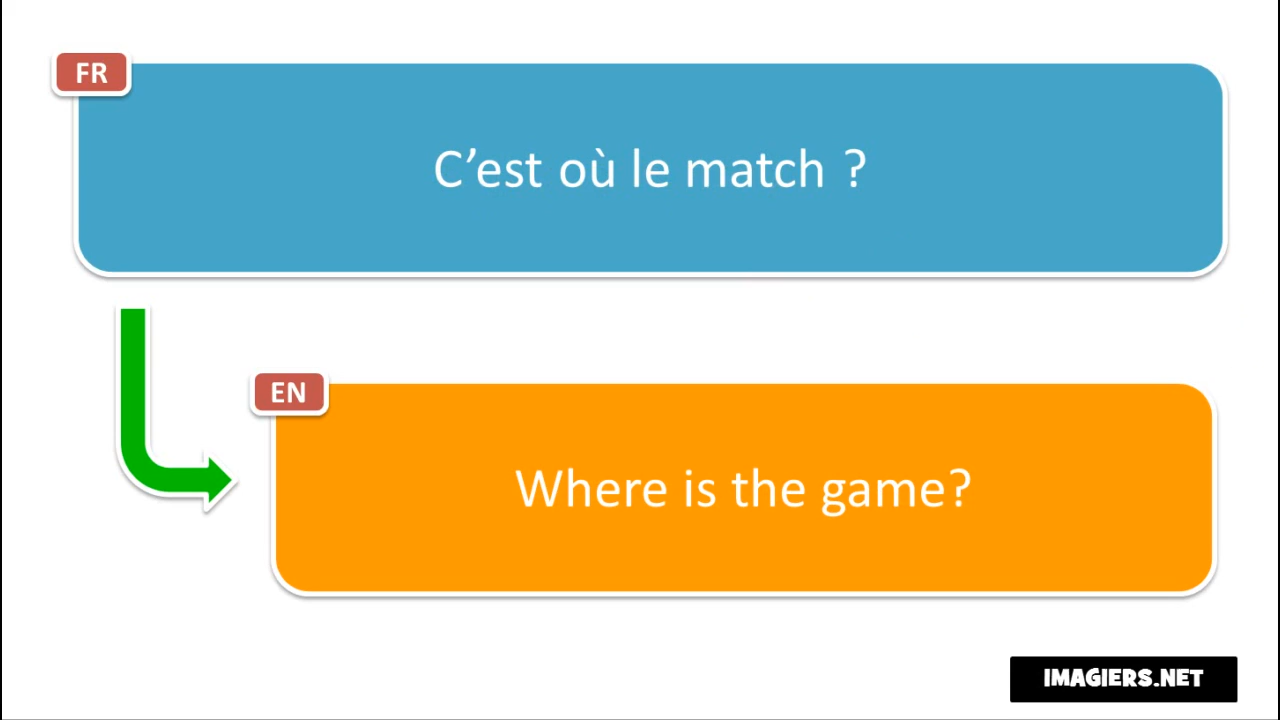 FR
C’est où le match ?
EN
Where is the game?
IMAGIERS.NET